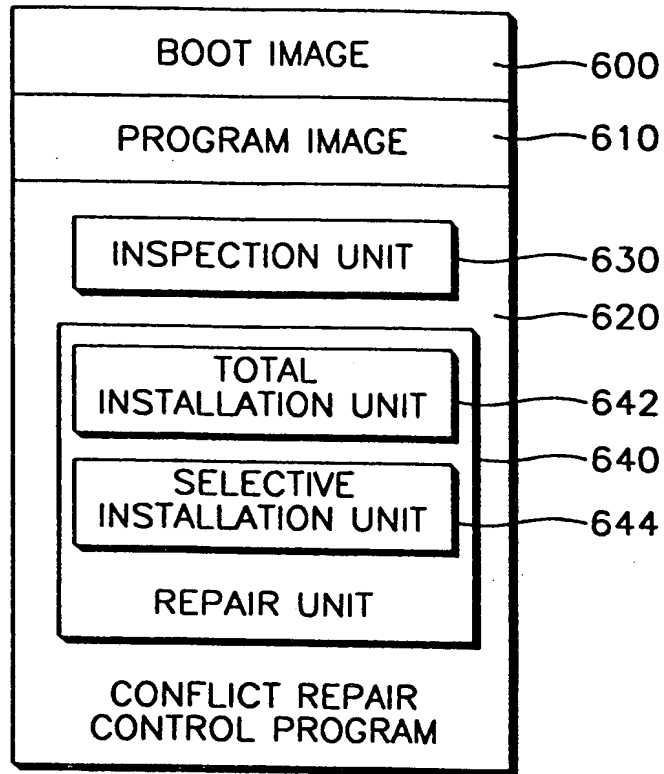 BOOT IMAGE
600
PROGRAM IMAGE
610
INSPECTION UNIT
630
620
TOTAL
INSTALLATION UNIT
642
640
SELECTIVE
INSTALLATION UNIT
644
REPAIR UNIT
CONFLICT REPAIR
CONTROL PROGRAM